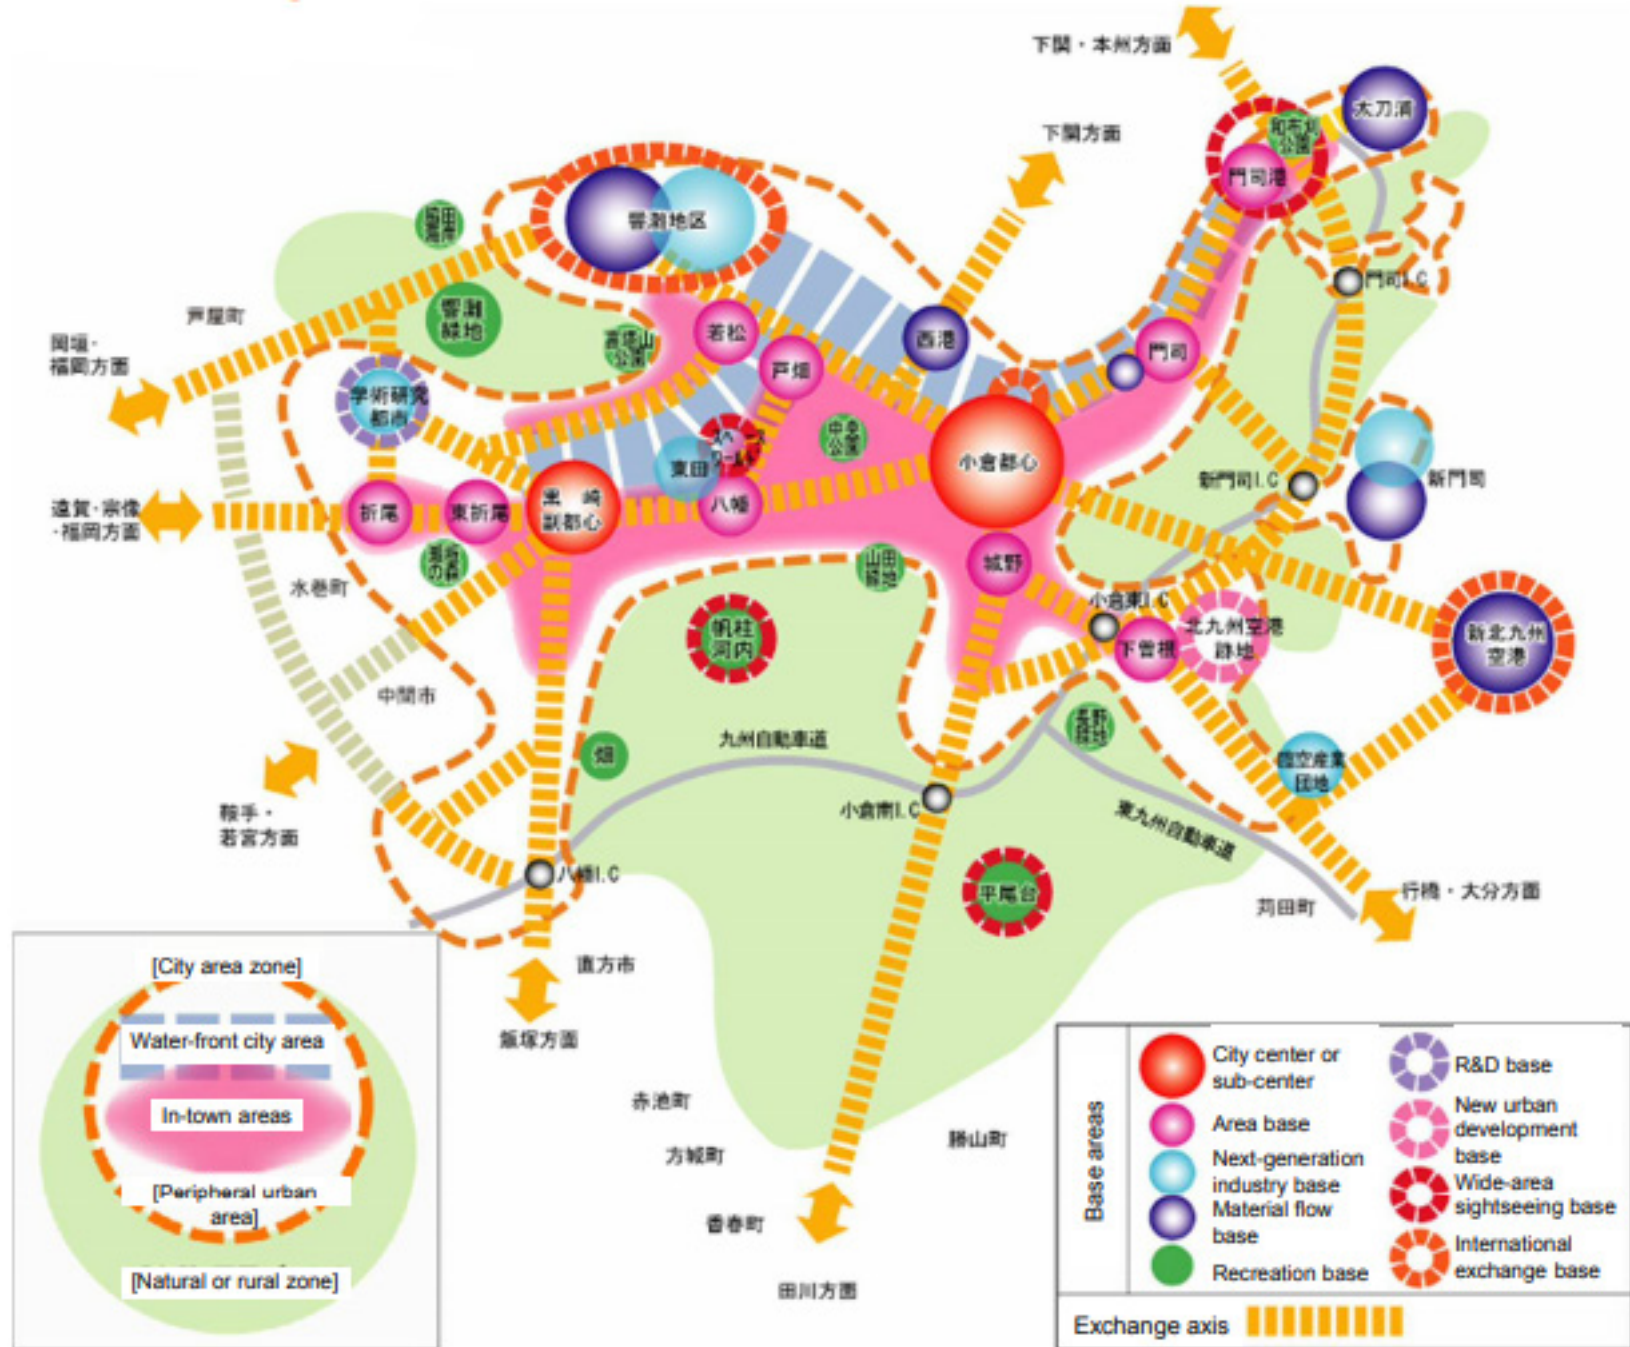 下関・本州方面
太刀浦
和布刈
公園
下関方面
門司港
響灘地区
門司I.C
響灘
緑地
芦屋町
岡垣・
福岡方面
若松
西港
高塔山
公園
門司
戸畑
学術研究
都市
中央
公園
小倉都心
東田
新門司I.C
新門司
八幡
黒崎
副都心
折尾
東折尾
遠賀・宗像
・福岡方面
城野
山田
緑地
水巻町
小倉東I.C
帆柱
河内
下曽根
北九州空港
跡地
新北九州
空港
中間市
長野
緑地
九州自動車道
畑
臨空産業
団地
小倉南I.C
東九州自動車道
鞍手・
若宮方面
八幡I.C
平尾台
行橋・大分方面
苅田町
直方市
飯塚方面
赤池町
方城町
勝山町
香春町
田川方面
[City area zone]
Water-front city area
In-town areas
[Peripheral urban
area]
[Natural or rural zone]
Base areas
City center or
sub-center
Area base
Next-generation
industry base
Material flow
base
Recreation base
R&D base
New urban
development
base
Wide-area
sightseeing base
International
exchange base
Exchange axis